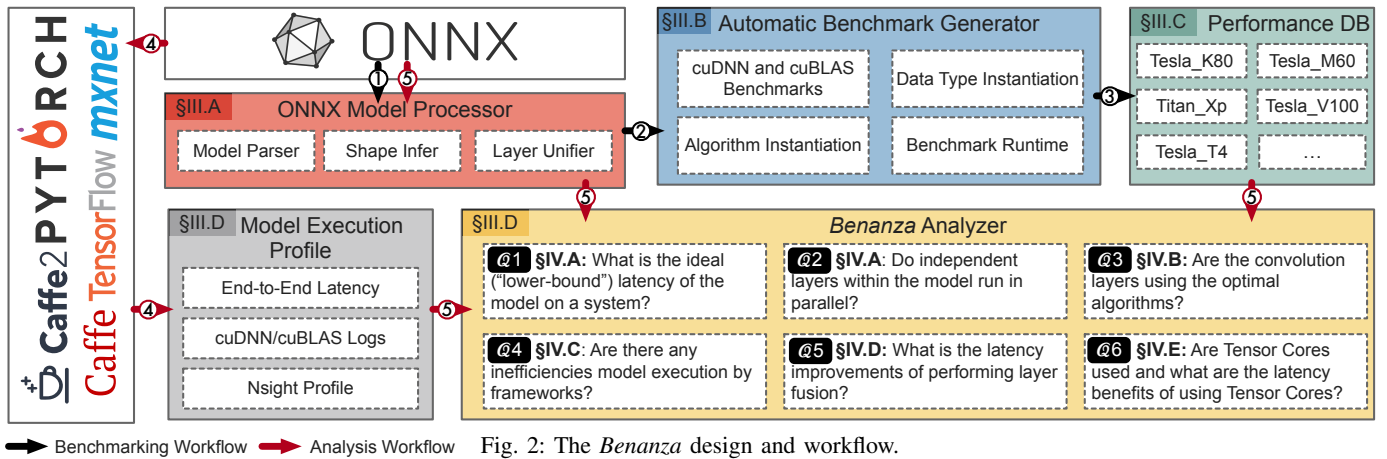 Caffe2
PYTORCH
Caffe
TensorFlow
mxnet
4
ONNX
1
5
§III.A
ONNX Model Processor
Model Parser
Shape Infer
Layer Unifier
2
§III.B
Automatic Benchmark Generator
cuDNN and cuBLAS
Benchmarks
Data Type Instantiation
Algorithm Instantiation
Benchmark Runtime
3
§III.C
Performance DB
Tesla_K80
Tesla_M60
Titan_Xp
Tesla_V100
Tesla_T4
...
5
5
4
§III.D
Model Execution
Profile
End-to-End Latency
cuDNN/cuBLAS Logs
Nsight Profile
5
§III.D
Benanza Analyzer
Q1 §IV.A: What is the ideal
("lower-bound") latency of the
model on a system?
Q2 §IV.A: Do independent
layers within the model run in
parallel?
Q3 §IV.B: Are the convolution
layers using the optimal
algorithms?
Q4 §IV.C: Are there any
inefficiencies model execution by
frameworks?
Q5 §IV.D: What is the latency
improvements of performing layer
fusion?
Q6 §IV.E: Are Tensor Cores
used and what are the latency
benefits of using Tensor Cores?
Benchmarking Workflow
Analysis Workflow
Fig. 2: The Benanza design and workflow.